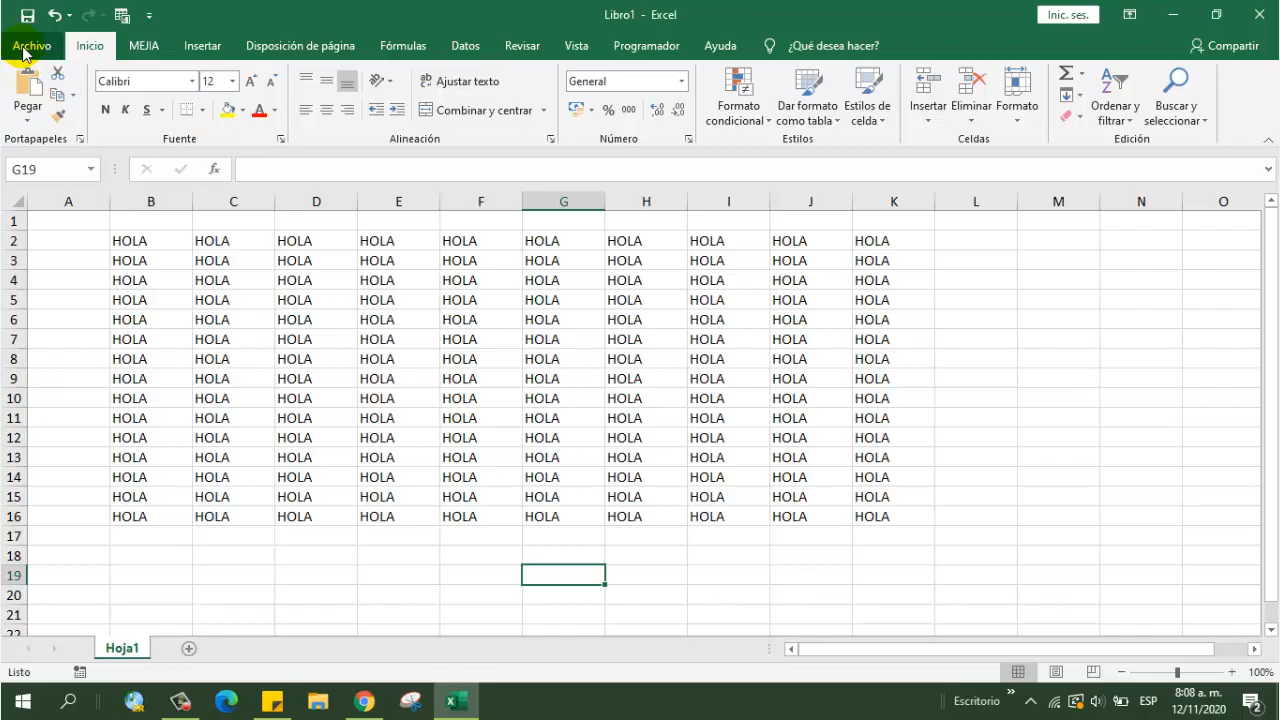 Libro1 - Excel
Inic. ses.
Archivo Inicio MEJIA Insertar Disposición de página Fórmulas Datos Revisar Vista Programador Ayuda ¿Qué desea hacer? Compartir
Pegar
Portapapeles
Calibri 12
N K S
Fuente
Ajustar texto
Combinar y centrar
Alineación
General
% 000
Número
Formato condicional
Dar formato como tabla
Estilos de celda
Estilos
Insertar Eliminar Formato
Celdas
Ordenar y filtrar
Buscar y seleccionar
Edición
G19 fx
A B C D E F G H I J K L M N O
1
2 HOLA HOLA HOLA HOLA HOLA HOLA HOLA HOLA HOLA HOLA
3 HOLA HOLA HOLA HOLA HOLA HOLA HOLA HOLA HOLA HOLA
4 HOLA HOLA HOLA HOLA HOLA HOLA HOLA HOLA HOLA HOLA
5 HOLA HOLA HOLA HOLA HOLA HOLA HOLA HOLA HOLA HOLA
6 HOLA HOLA HOLA HOLA HOLA HOLA HOLA HOLA HOLA HOLA
7 HOLA HOLA HOLA HOLA HOLA HOLA HOLA HOLA HOLA HOLA
8 HOLA HOLA HOLA HOLA HOLA HOLA HOLA HOLA HOLA HOLA
9 HOLA HOLA HOLA HOLA HOLA HOLA HOLA HOLA HOLA HOLA
10 HOLA HOLA HOLA HOLA HOLA HOLA HOLA HOLA HOLA HOLA
11 HOLA HOLA HOLA HOLA HOLA HOLA HOLA HOLA HOLA HOLA
12 HOLA HOLA HOLA HOLA HOLA HOLA HOLA HOLA HOLA HOLA
13 HOLA HOLA HOLA HOLA HOLA HOLA HOLA HOLA HOLA HOLA
14 HOLA HOLA HOLA HOLA HOLA HOLA HOLA HOLA HOLA HOLA
15 HOLA HOLA HOLA HOLA HOLA HOLA HOLA HOLA HOLA HOLA
16 HOLA HOLA HOLA HOLA HOLA HOLA HOLA HOLA HOLA HOLA
17
18
19
20
21
22
Hoja1
Listo 100%
Escritorio ESP 8:08 a. m.
12/11/2020 2